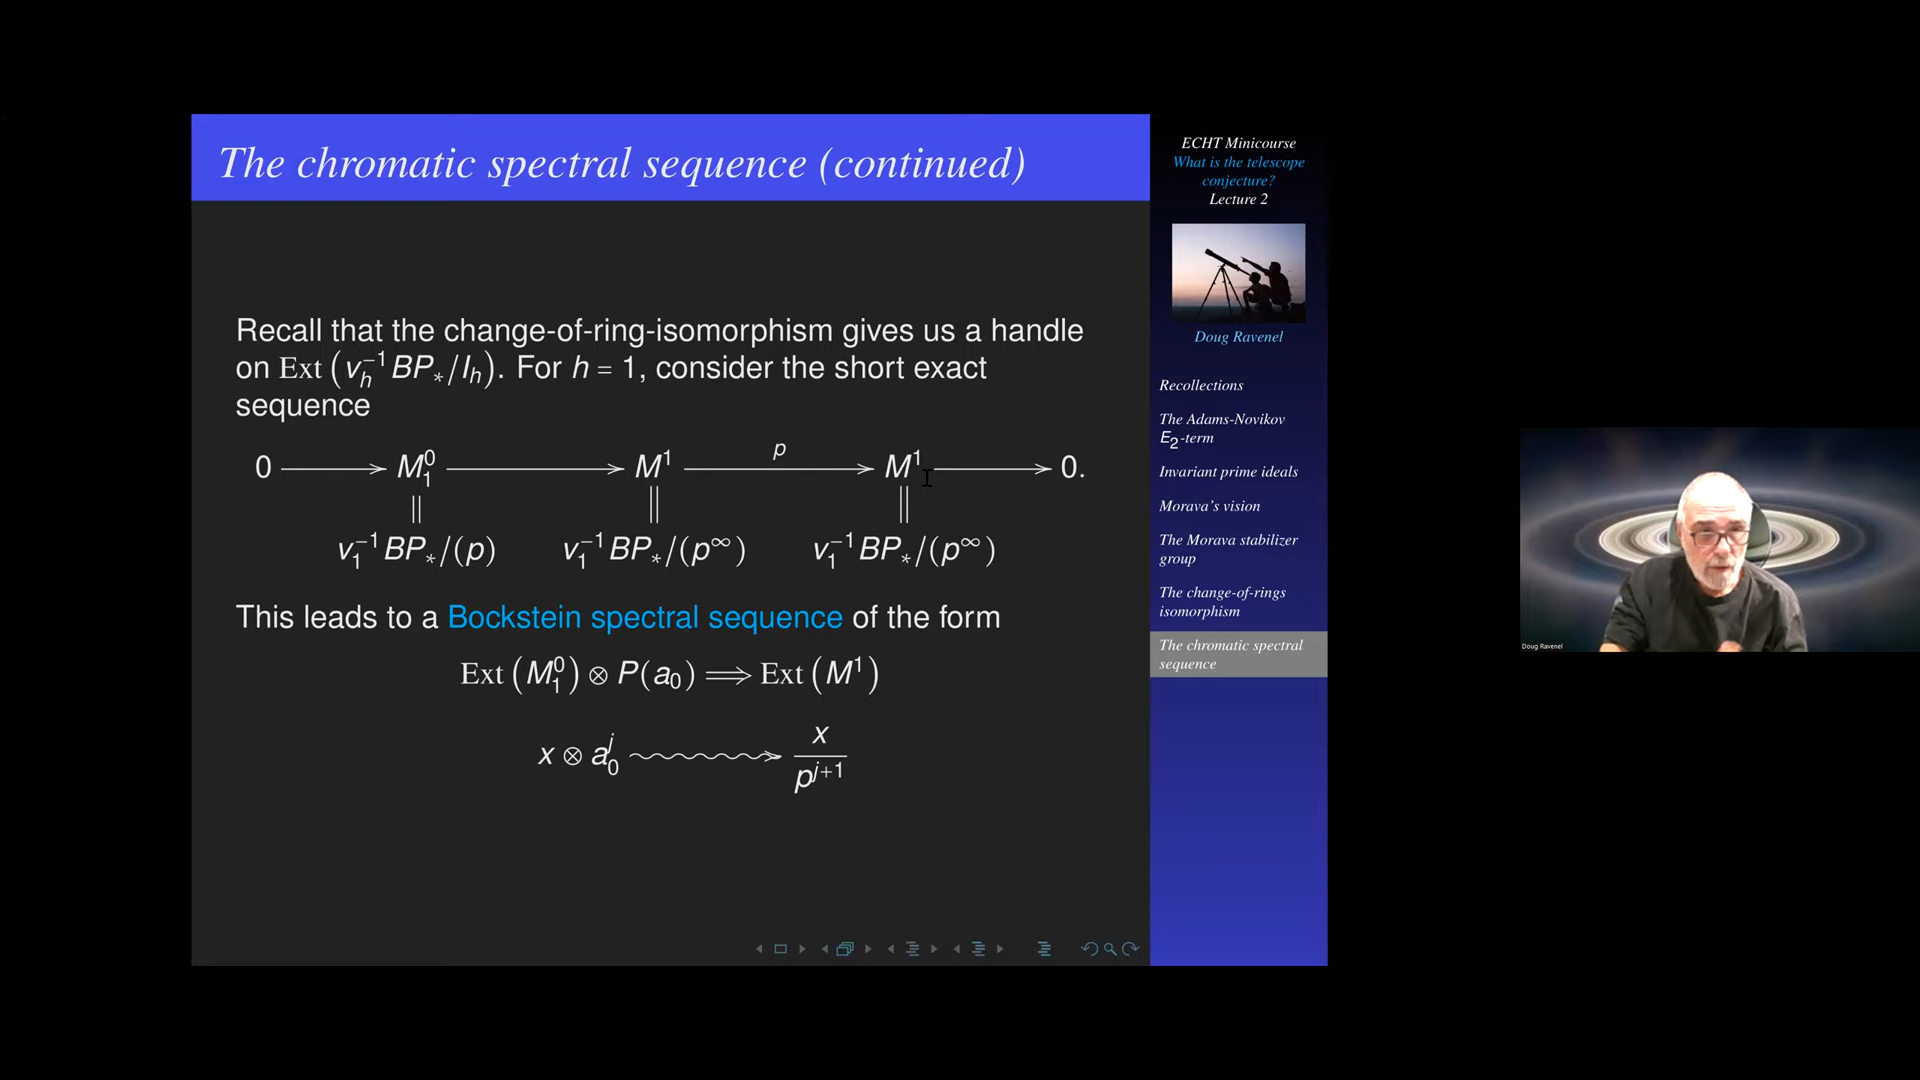 The chromatic spectral sequence (continued)
Recall that the change-of-ring-isomorphism gives us a handle
on Ext (v_h^{-1}BP_*/I_h). For h = 1, consider the short exact
sequence
0 ⟶ M_1^0 ⟶ M^1 ⟶^p M^1 ⟶ 0.
v_1^{-1}BP_*/(p) v_1^{-1}BP_*/(p^∞) v_1^{-1}BP_*/(p^∞)
This leads to a Bockstein spectral sequence of the form
Ext (M_1^0) ⊗ P(a_0) ⟹ Ext (M^1)
x ⊗ a_0^j ⇝ x/p^{j+1}
ECHT Minicourse
What is the telescope
conjecture?
Lecture 2
Doug Ravenel
Recollections
The Adams-Novikov
E_2-term
Invariant prime ideals
Morava's vision
The Morava stabilizer
group
The change-of-rings
isomorphism
The chromatic spectral
sequence
Doug Ravenel